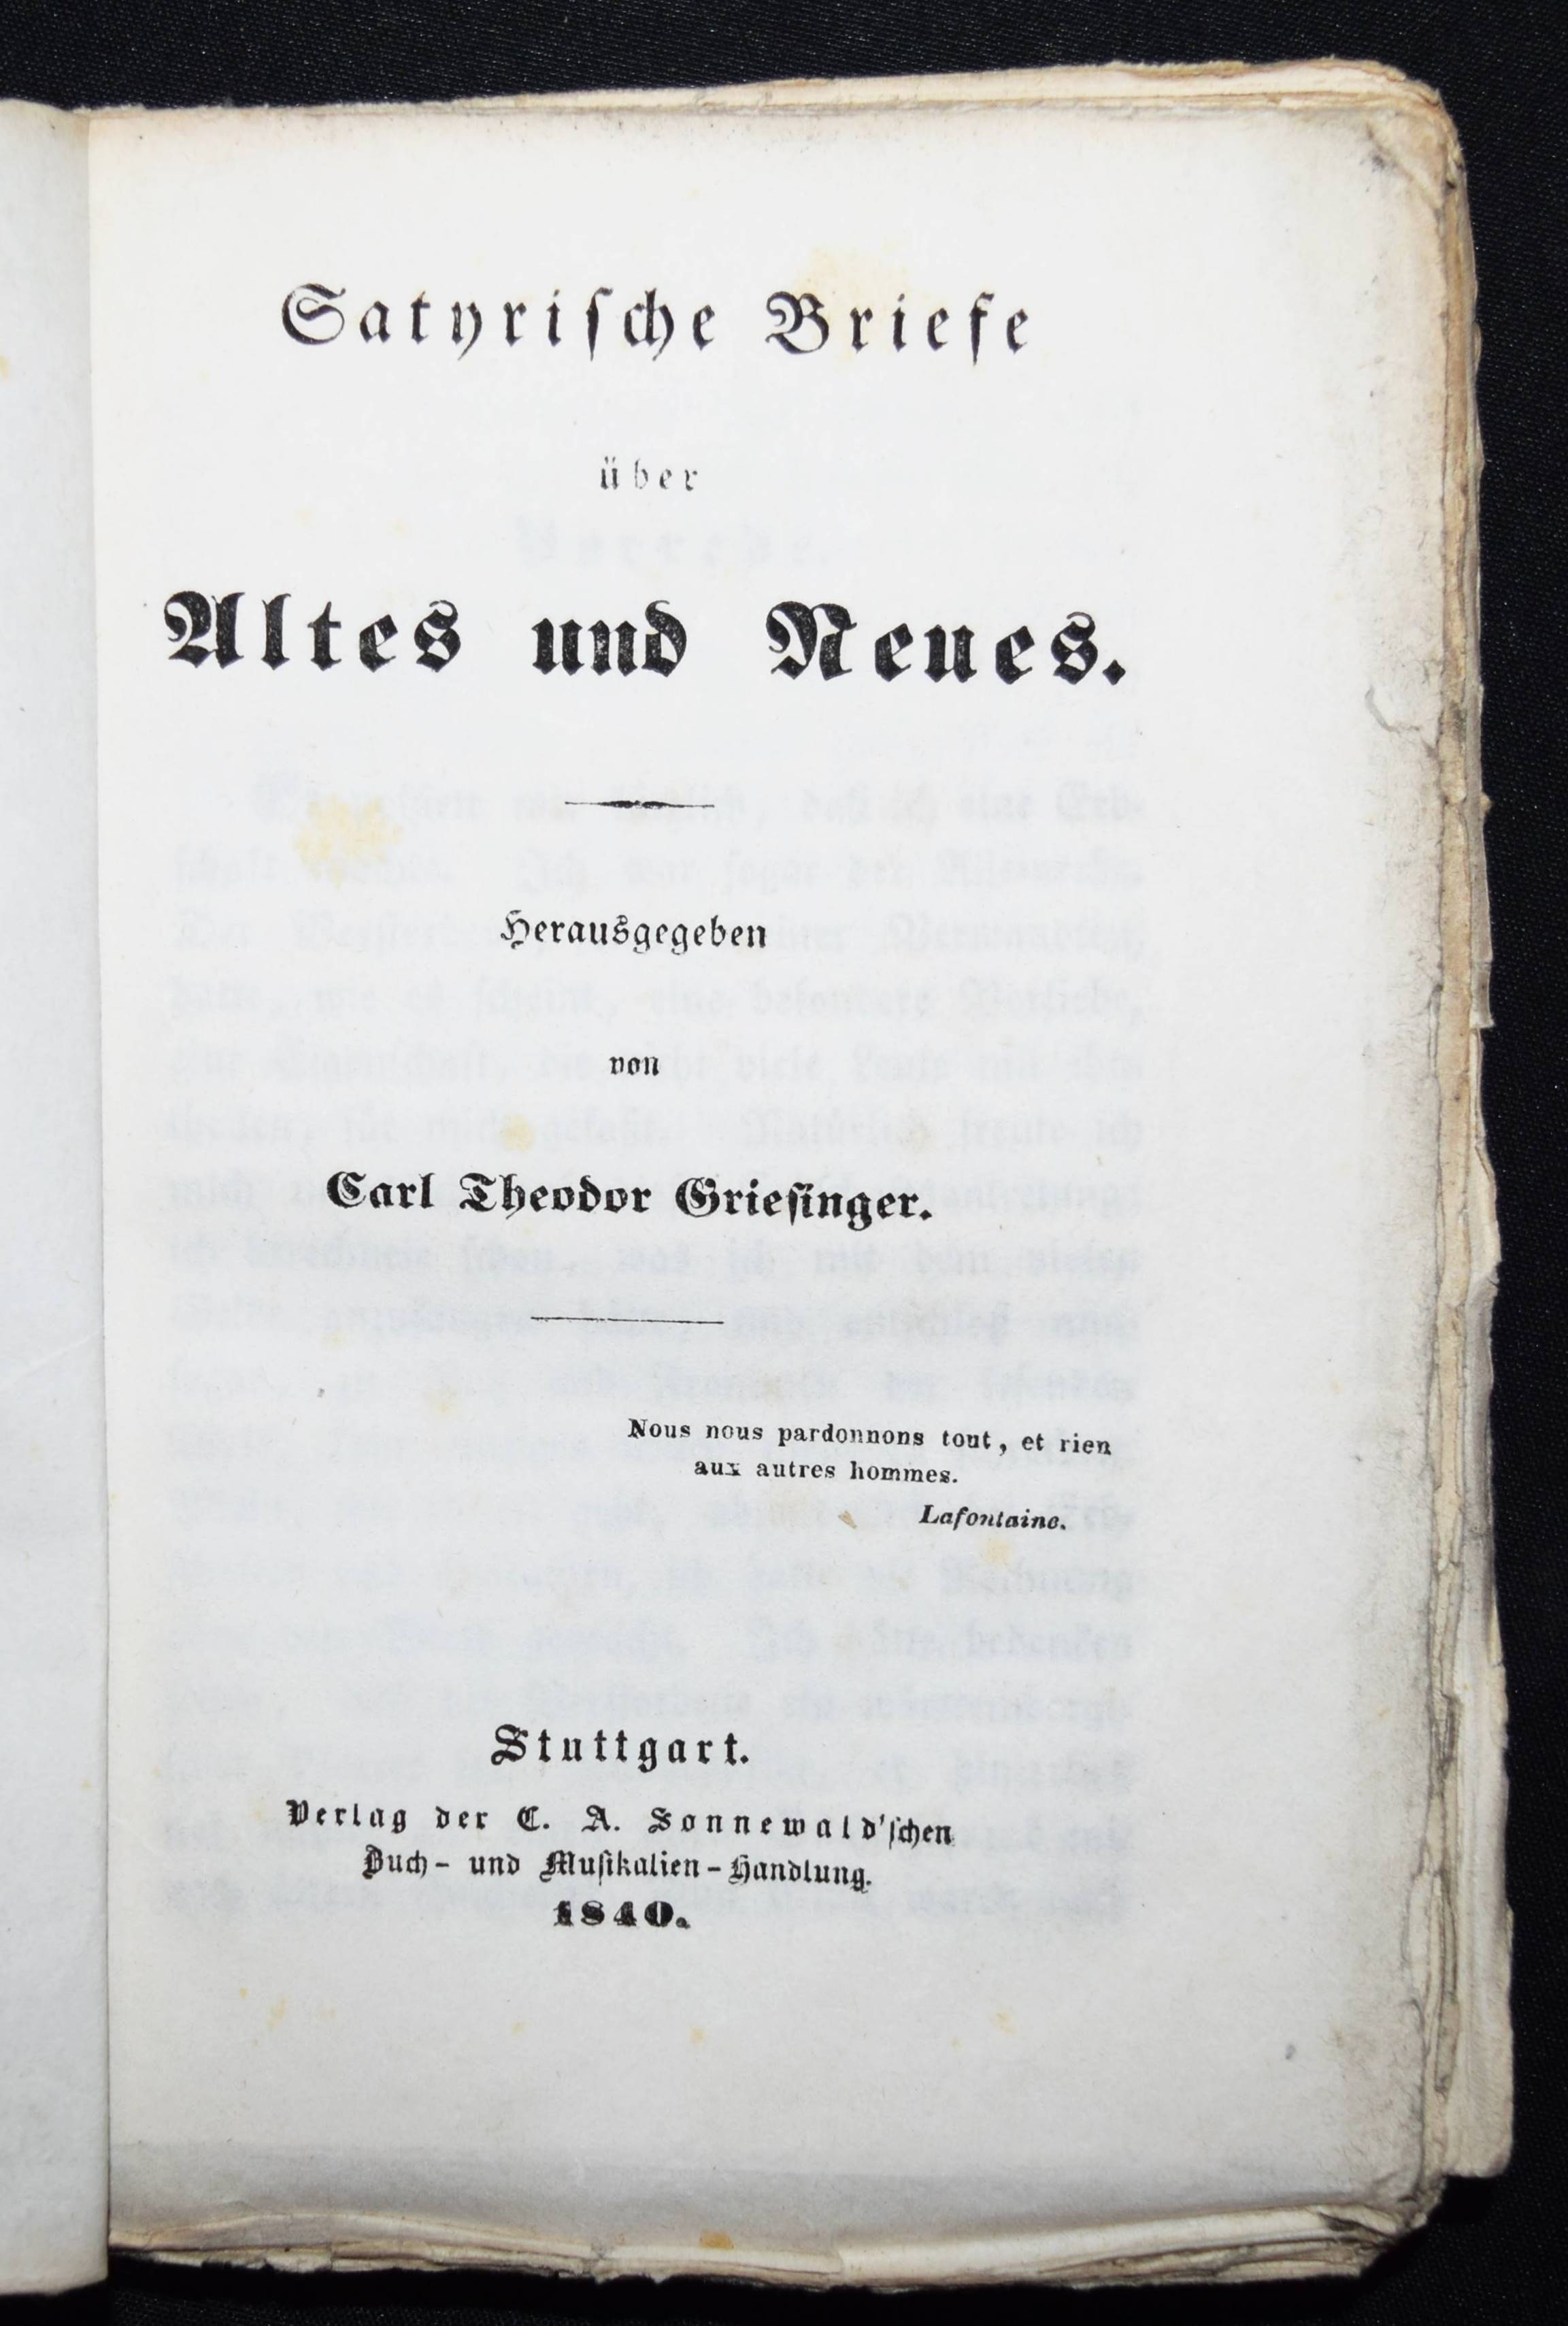 Satyrische Briefe
über
Altes und Neues.
Herausgegeben
von
Carl Theodor Griesinger.
Nous nous pardonnons tout, et rien
aux autres hommes.
Lafontaine.
Stuttgart.
Verlag der C. A. Sonnewald'schen
Buch- und Musikalien-Handlung.
1840.